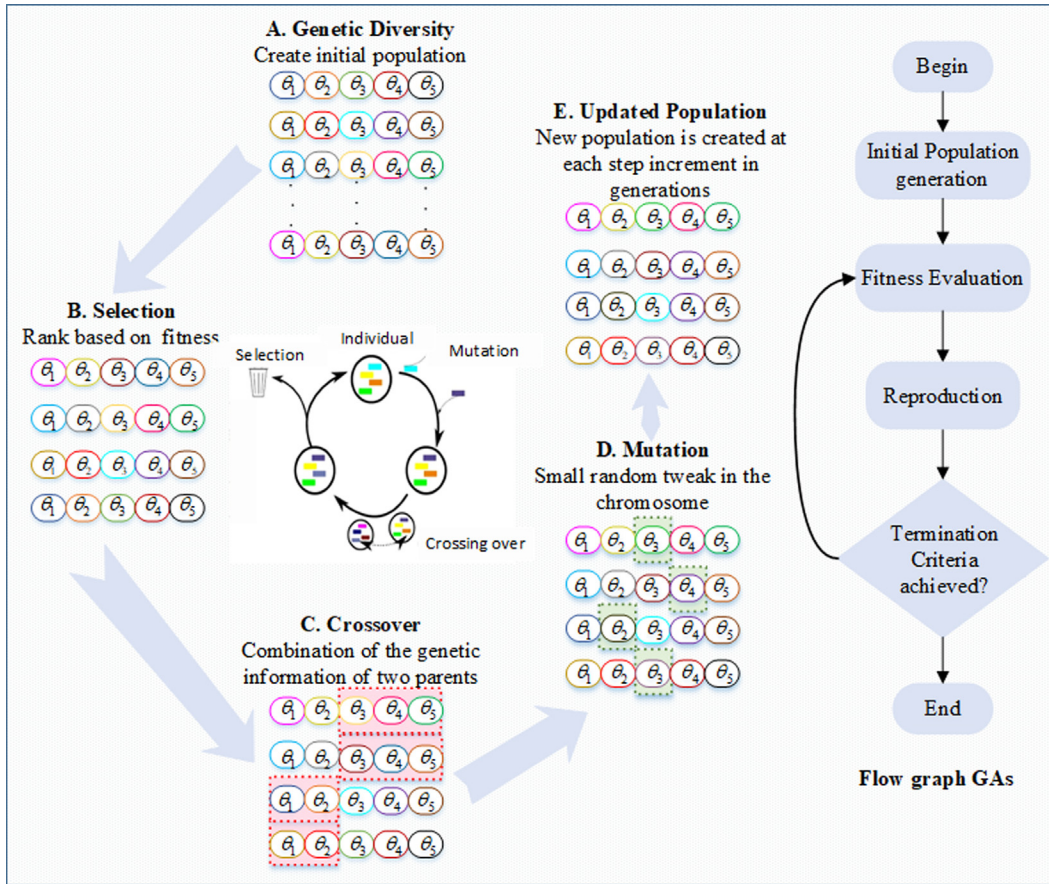 A. Genetic Diversity
Create initial population
θ1 θ2 θ3 θ4 θ5
θ1 θ2 θ3 θ4 θ5
θ1 θ2 θ3 θ4 θ5
θ1 θ2 θ3 θ4 θ5
B. Selection
Rank based on fitness
θ1 θ2 θ3 θ4 θ5
θ1 θ2 θ3 θ4 θ5
θ1 θ2 θ3 θ4 θ5
θ1 θ2 θ3 θ4 θ5
Selection
Individual
Mutation
Crossing over
C. Crossover
Combination of the genetic
information of two parents
θ1 θ2 θ3 θ4 θ5
θ1 θ2 θ3 θ4 θ5
θ1 θ2 θ3 θ4 θ5
θ1 θ2 θ3 θ4 θ5
D. Mutation
Small random tweak in the
chromosome
θ1 θ2 θ3 θ4 θ5
θ1 θ2 θ3 θ4 θ5
θ1 θ2 θ3 θ4 θ5
θ1 θ2 θ3 θ4 θ5
E. Updated Population
New population is created at
each step increment in
generations
θ1 θ2 θ3 θ4 θ5
θ1 θ2 θ3 θ4 θ5
θ1 θ2 θ3 θ4 θ5
θ1 θ2 θ3 θ4 θ5
Begin
Initial Population
generation
Fitness Evaluation
Reproduction
Termination
Criteria
achieved?
End
Flow graph GAs